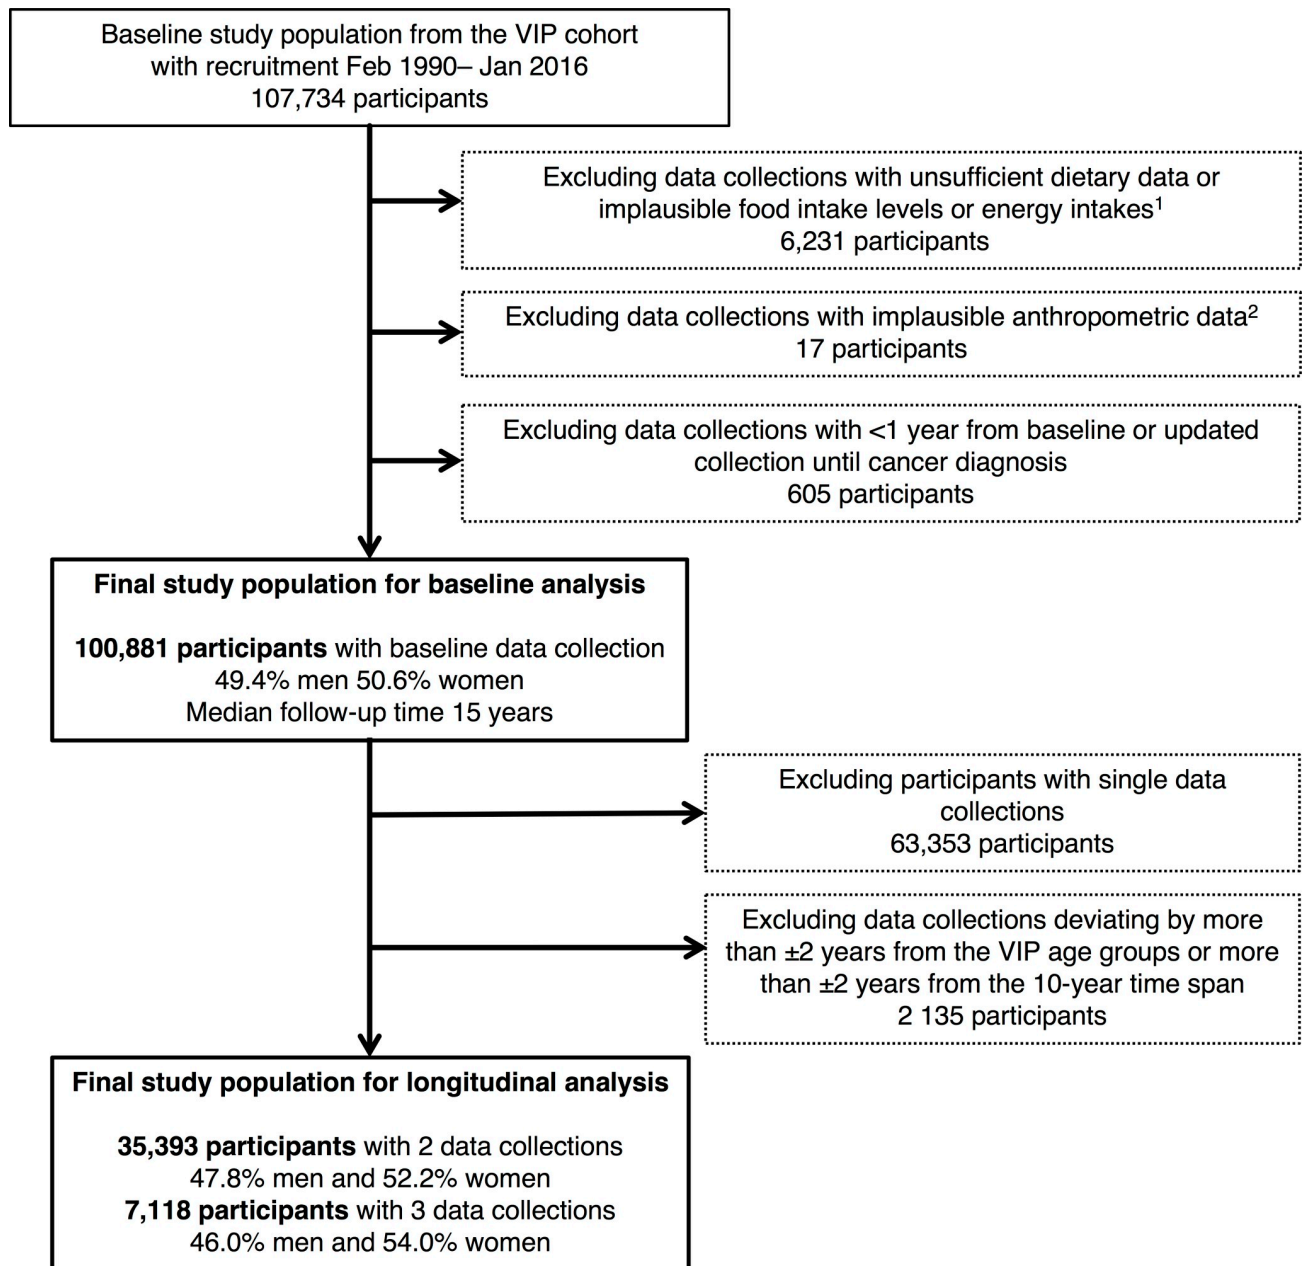 Baseline study population from the VIP cohort
with recruitment Feb 1990– Jan 2016
107,734 participants
Excluding data collections with unsufficient dietary data or
implausible food intake levels or energy intakes¹
6,231 participants
Excluding data collections with implausible anthropometric data²
17 participants
Excluding data collections with <1 year from baseline or updated
collection until cancer diagnosis
605 participants
Final study population for baseline analysis
100,881 participants with baseline data collection
49.4% men 50.6% women
Median follow-up time 15 years
Excluding participants with single data
collections
63,353 participants
Excluding data collections deviating by more
than ±2 years from the VIP age groups or more
than ±2 years from the 10-year time span
2 135 participants
Final study population for longitudinal analysis
35,393 participants with 2 data collections
47.8% men and 52.2% women
7,118 participants with 3 data collections
46.0% men and 54.0% women